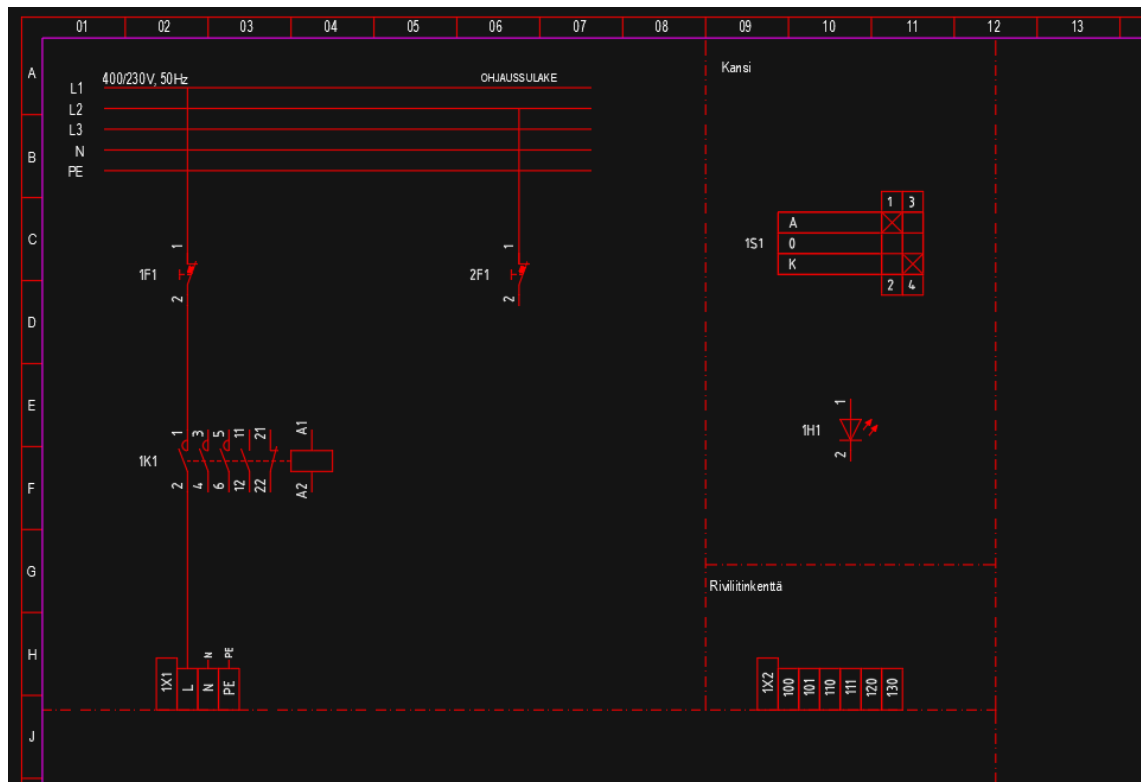 01 02 03 04 05 06 07 08 09 10 11 12 13
A
400/230V, 50Hz
OHJAUSSULAKE
Kansi
L1
L2
L3
B
N
PE
1 3
C
1S1
A
0
K
1
1
1F1
2F1
2
2
2 4
D
E
1
1H1
2
1 3 5 11 21 A1
1K1
2 4 6 12 22 A2
F
G
Riviliitinkenttä
H
N PE
1X1 L N PE
1X2 100 101 110 111 120 130
J